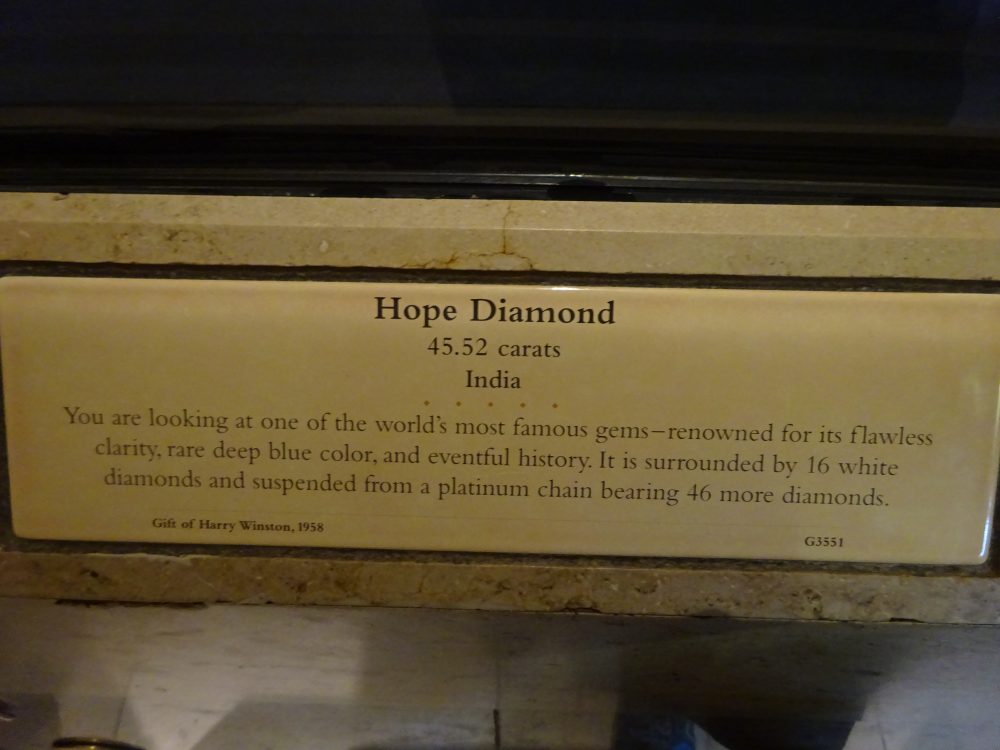 Hope Diamond
45.52 carats
India
You are looking at one of the world's most famous gems—renowned for its flawless
clarity, rare deep blue color, and eventful history. It is surrounded by 16 white
diamonds and suspended from a platinum chain bearing 46 more diamonds.
Gift of Harry Winston, 1958
G3551